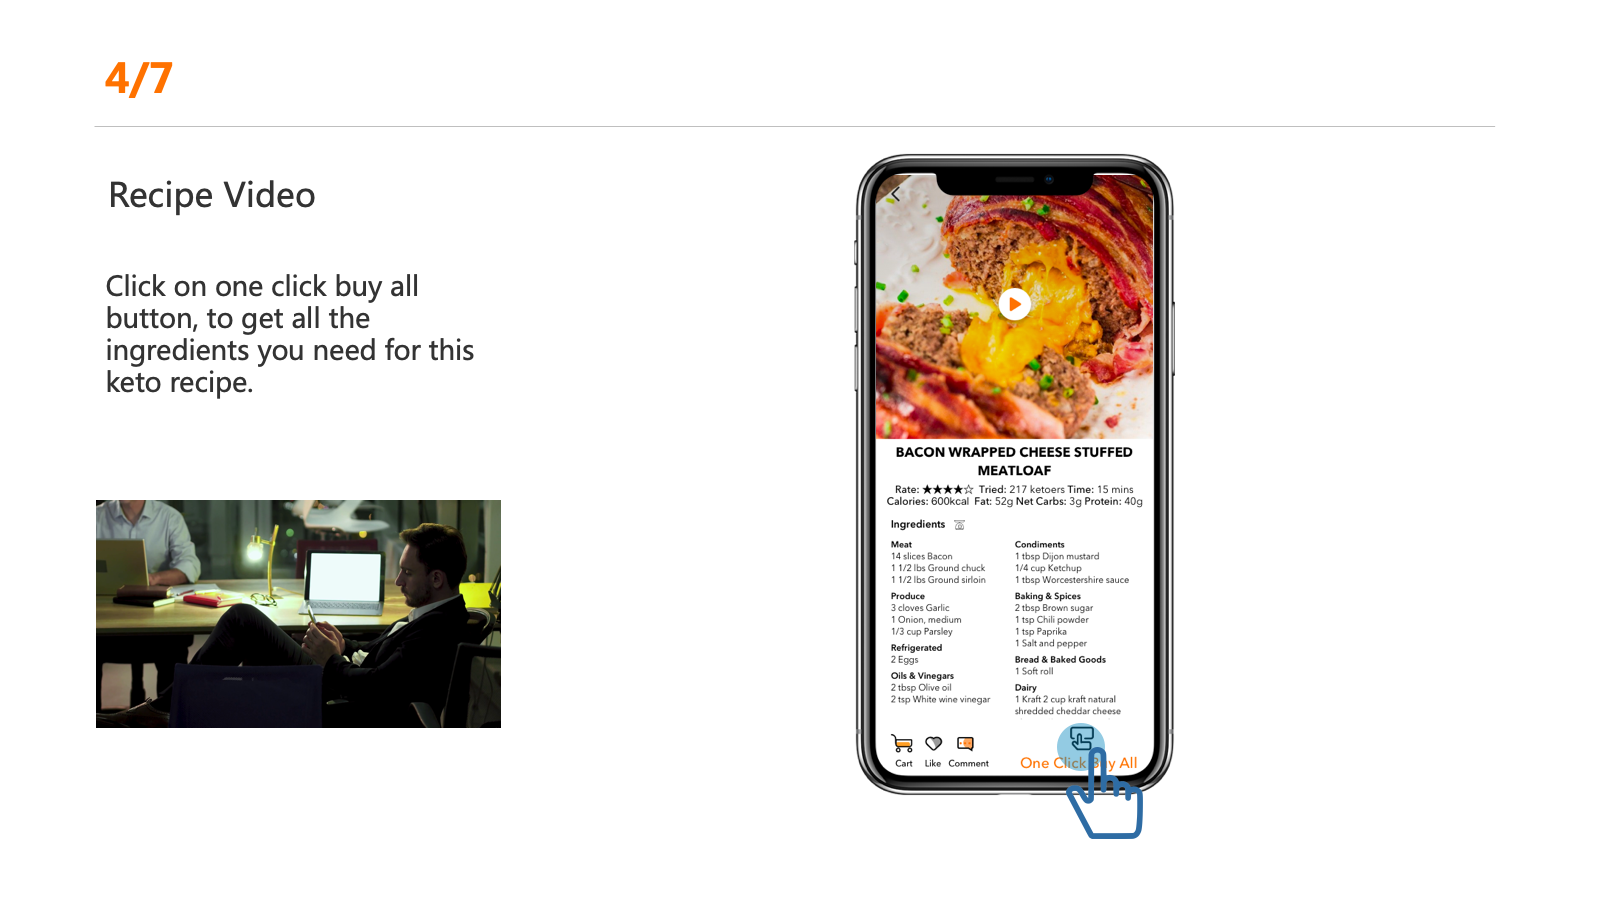 4/7
Recipe Video
Click on one click buy all
button, to get all the
ingredients you need for this
keto recipe.
BACON WRAPPED CHEESE STUFFED
MEATLOAF
Rate: ★★★★☆ Tried: 217 ketoers Time: 15 mins
Calories: 600kcal Fat: 52g Net Carbs: 3g Protein: 40g
Ingredients
Meat
14 slices Bacon
1 1/2 lbs Ground chuck
1 1/2 lbs Ground sirloin
Produce
3 cloves Garlic
1 Onion, medium
1/3 cup Parsley
Refrigerated
2 Eggs
Oils & Vinegars
2 tbsp Olive oil
2 tsp White wine vinegar
Condiments
1 tbsp Dijon mustard
1/4 cup Ketchup
1 tbsp Worcestershire sauce
Baking & Spices
2 tbsp Brown sugar
1 tsp Chili powder
1 tsp Paprika
1 Salt and pepper
Bread & Baked Goods
1 Soft roll
Dairy
1 Kraft 2 cup kraft natural
shredded cheddar cheese
Cart Like Comment
One Click Buy All